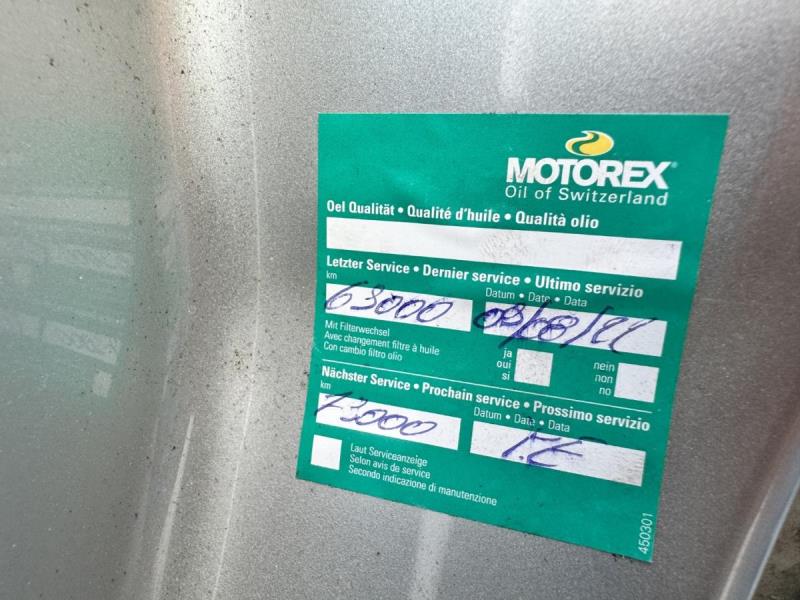 MOTOREX®
Oil of Switzerland
Oel Qualität • Qualité d'huile • Qualità olio
Letzter Service • Dernier service • Ultimo servizio
km
Datum • Date • Data
63000
Mit Filterwechsel
Avec changement filtre à huile
Con cambio filtro olio
ja
oui
si
nein
non
no
Nächster Service • Prochain service • Prossimo servizio
km
Datum • Date • Data
73000
Laut Serviceanzeige
Selon avis de service
Secondo indicazione di manutenzione
450301